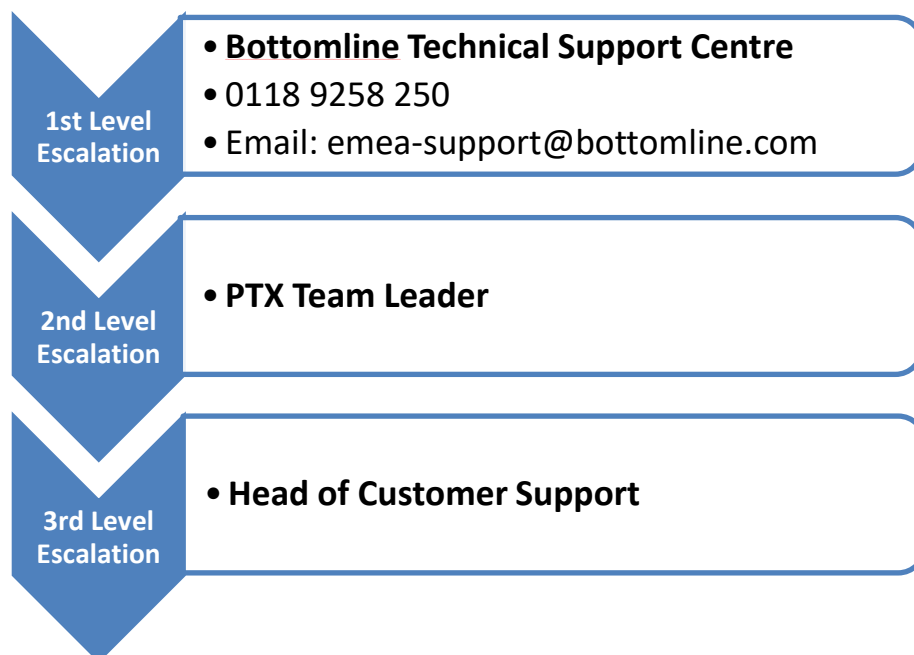 1st Level
Escalation
• Bottomline Technical Support Centre
• 0118 9258 250
• Email: emea-support@bottomline.com
2nd Level
Escalation
• PTX Team Leader
3rd Level
Escalation
• Head of Customer Support